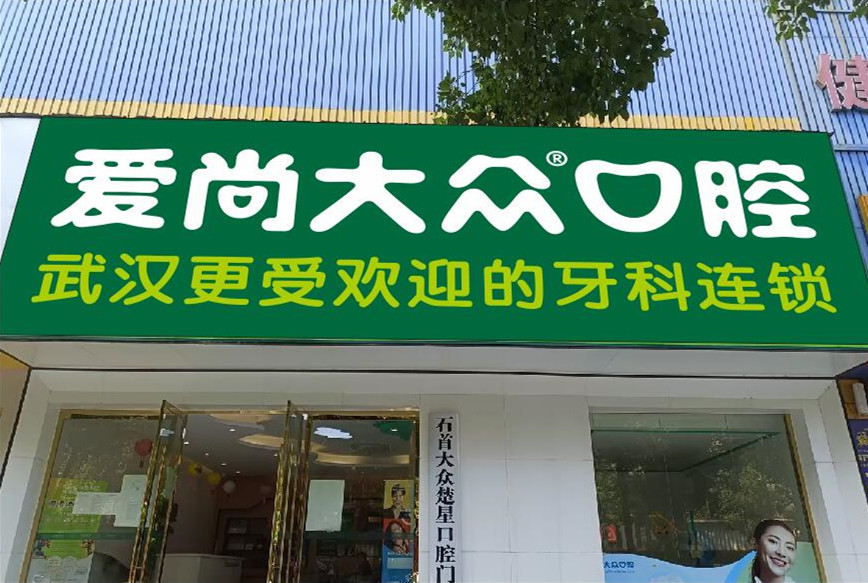 健
爱尚大众®口腔
武汉更受欢迎的牙科连锁
石首大众楚星口腔门
大众口腔